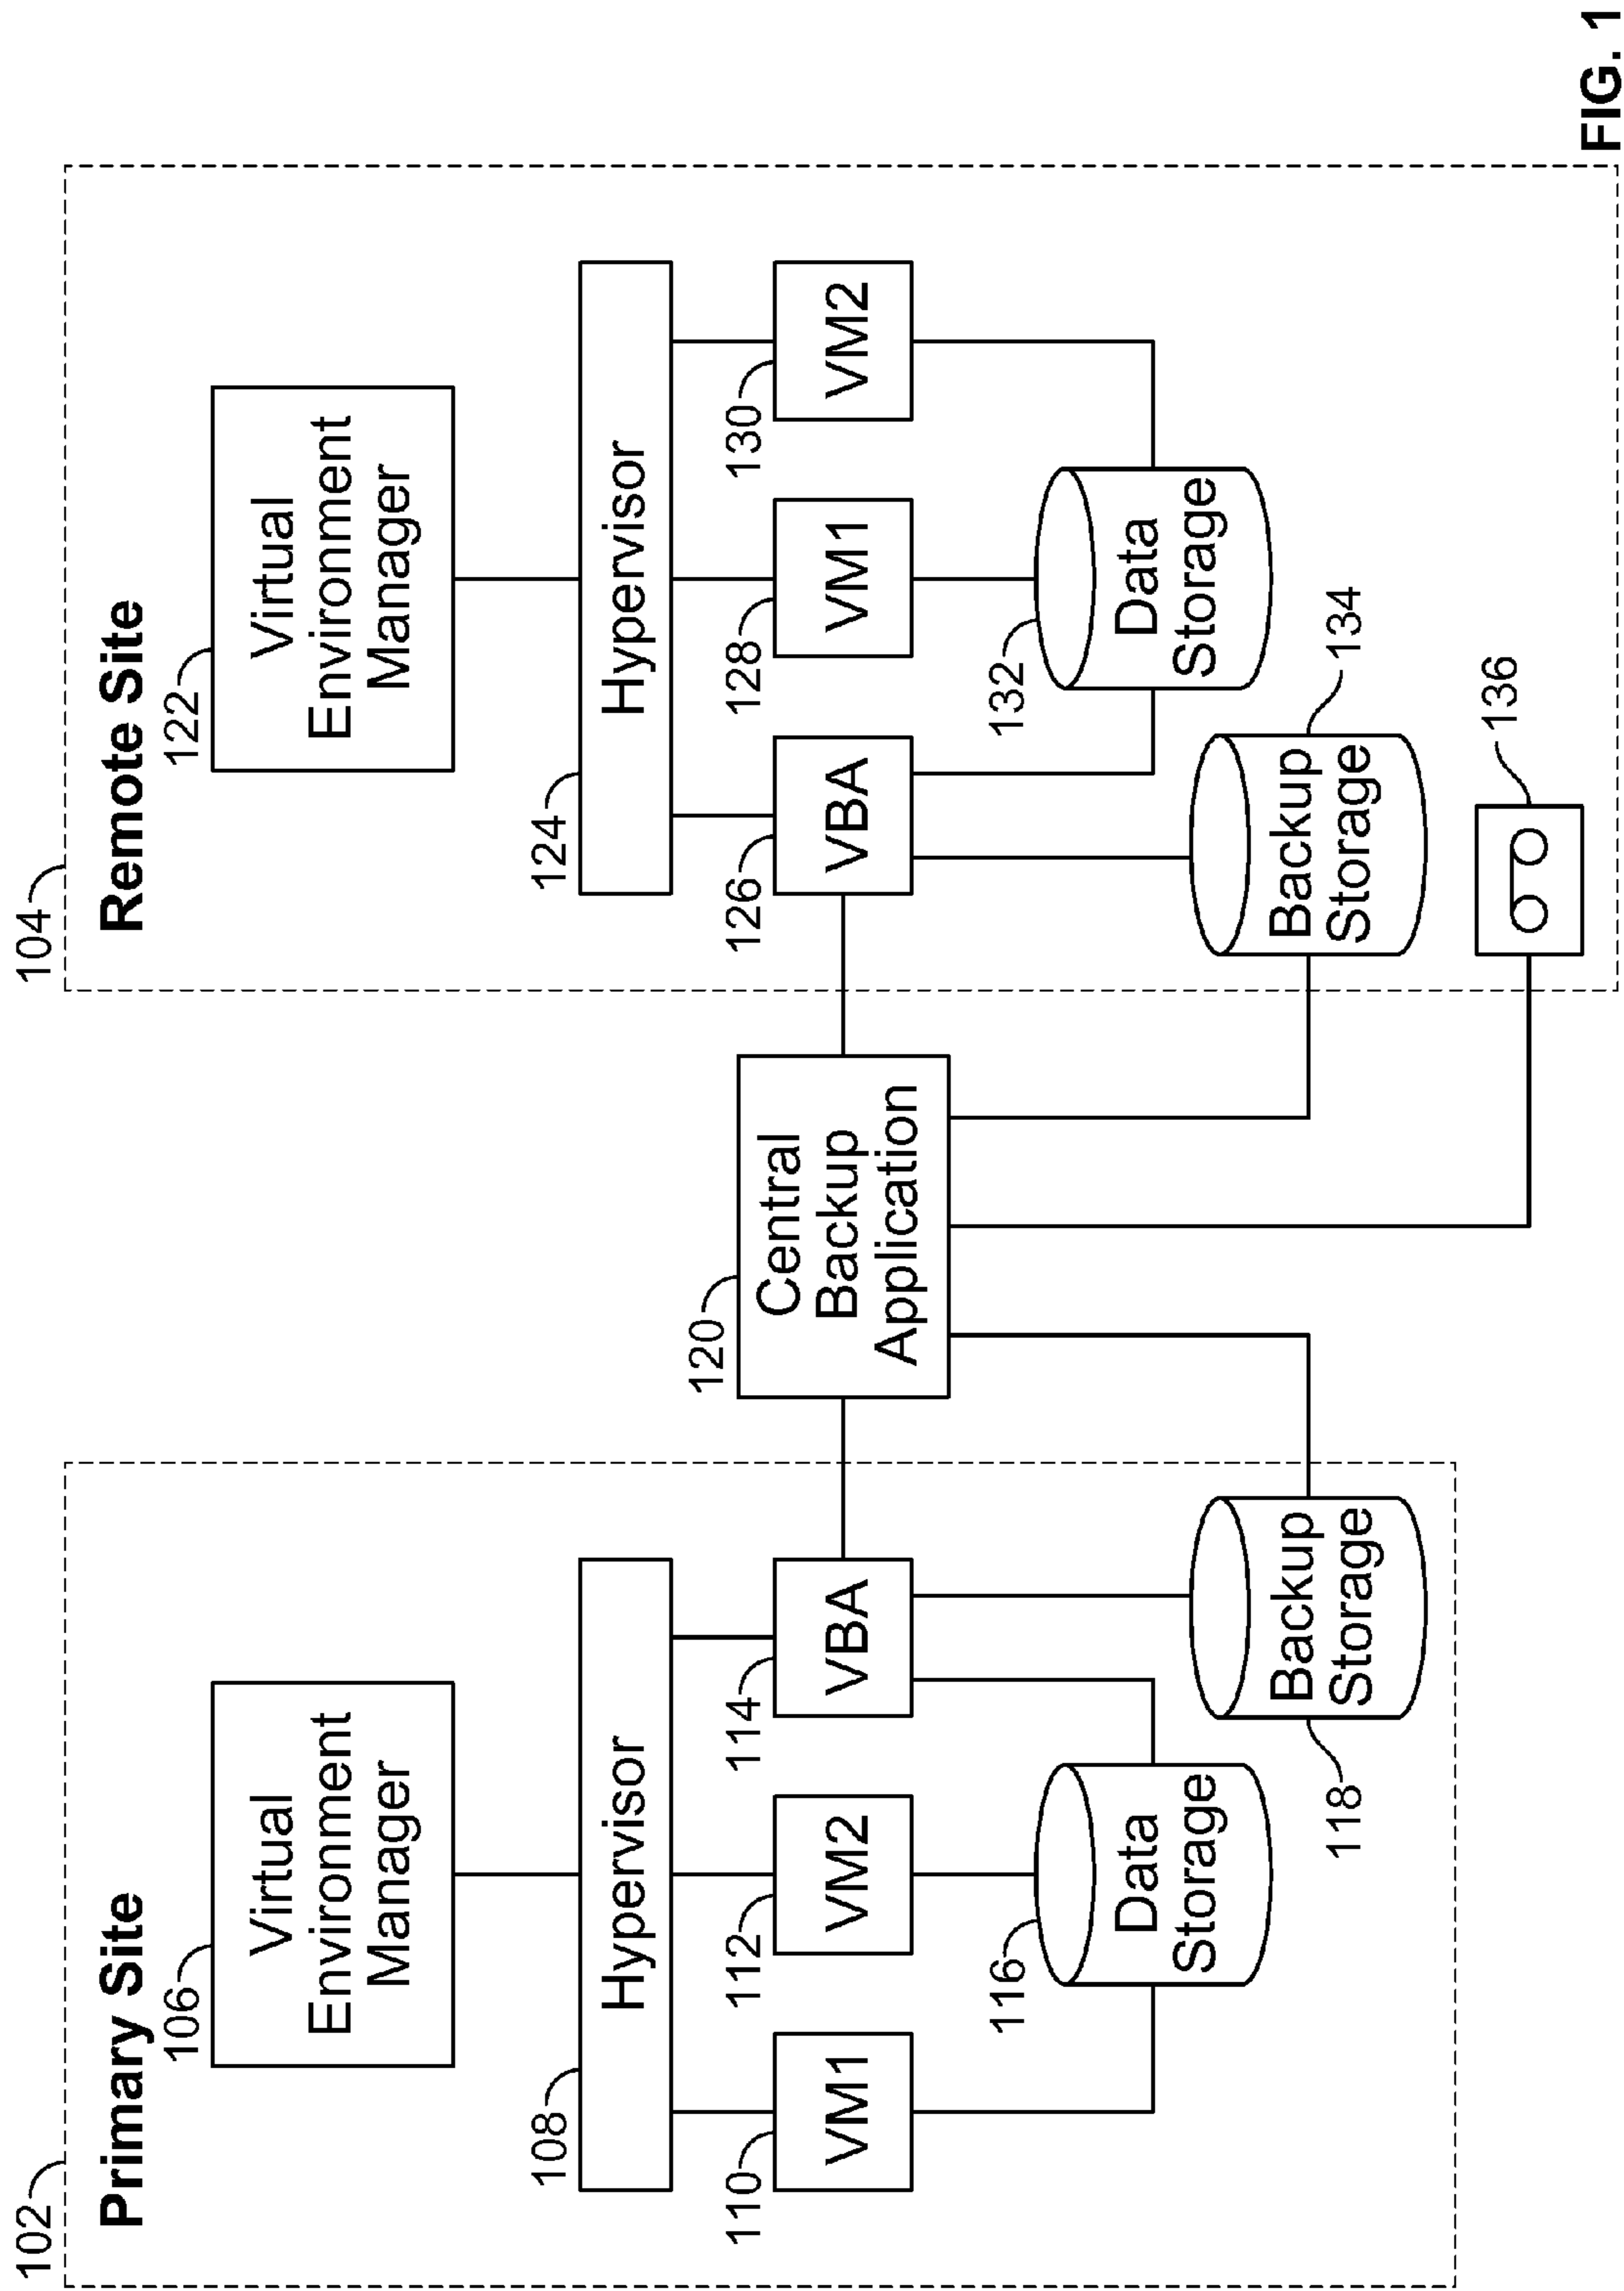 102
Primary Site
106
Virtual
Environment
Manager
108
Hypervisor
110
VM1
112
VM2
114
VBA
116
Data
Storage
118
Backup
Storage
120
Central
Backup
Application
104
Remote Site
122
Virtual
Environment
Manager
124
Hypervisor
126
VBA
128
VM1
130
VM2
132
Data
Storage
Backup
Storage
134
136
FIG. 1